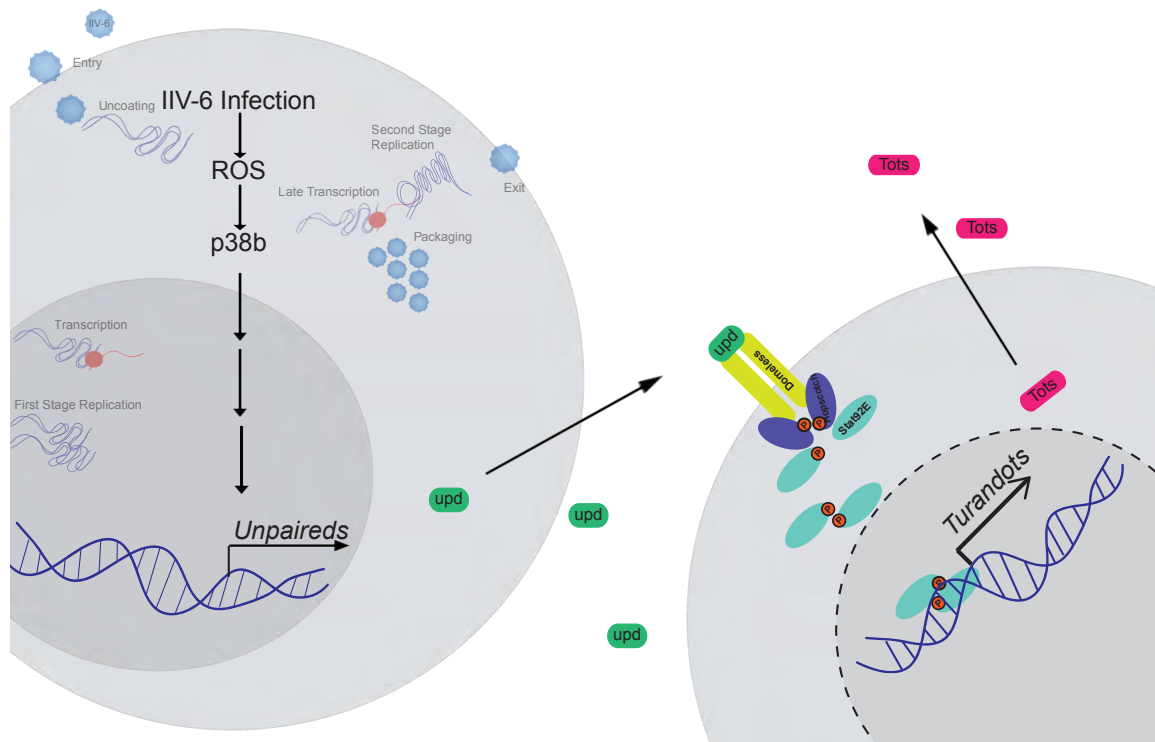 IIV-6
Entry
Uncoating
IIV-6 Infection
ROS
p38b
Second Stage
Replication
Late Transcription
Exit
Packaging
Transcription
First Stage Replication
Unpaireds
upd
upd
upd
upd
Domeless
Hopscotch
Stat92E
P
P
P
P
P
P
P
Turandots
Tots
Tots
Tots